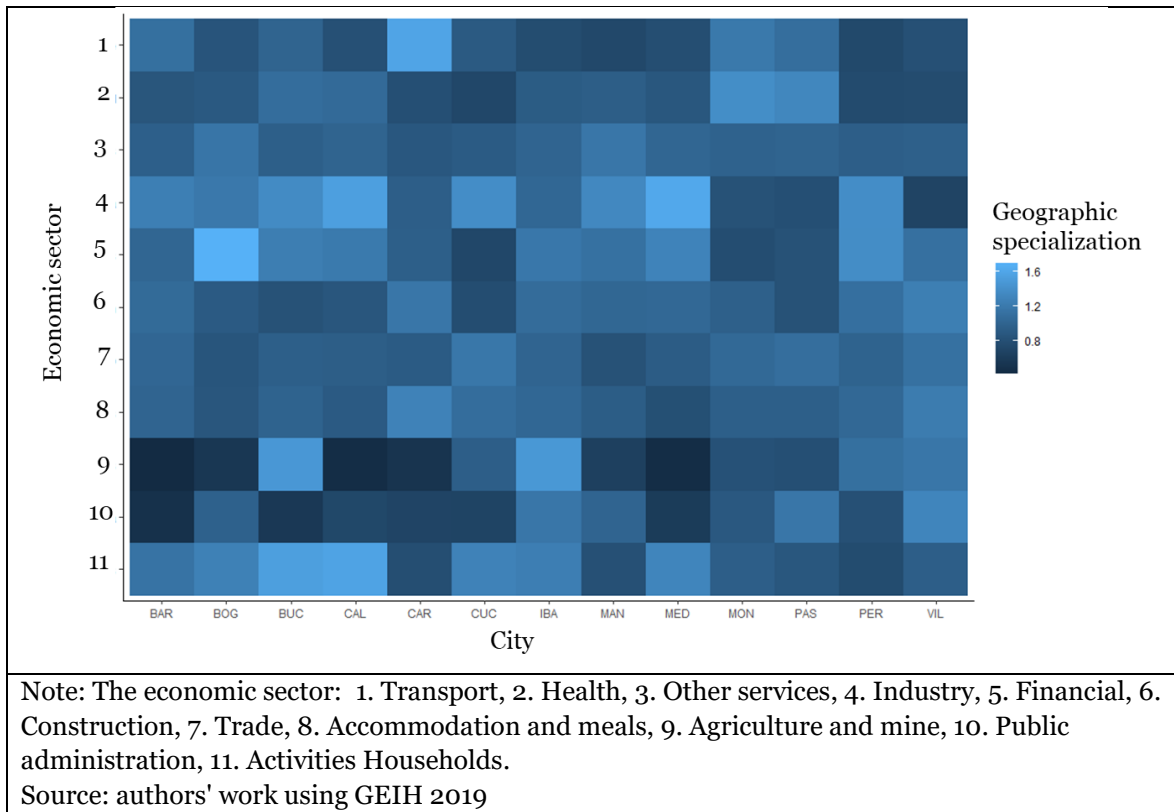 1
2
3
4
5
6
7
8
9
10
11
Economic sector
BAR BOG BUC CAL CAR CUC IBA MAN MED MON PAS PER VIL
City
Geographic
specialization
1.6
1.2
0.8
Note: The economic sector: 1. Transport, 2. Health, 3. Other services, 4. Industry, 5. Financial, 6.
Construction, 7. Trade, 8. Accommodation and meals, 9. Agriculture and mine, 10. Public
administration, 11. Activities Households.
Source: authors' work using GEIH 2019